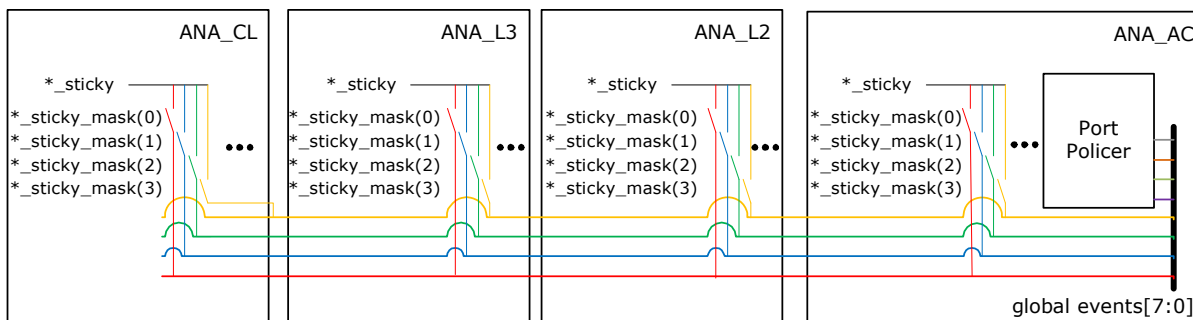 ANA_CL
*_sticky
*_sticky_mask(0)
*_sticky_mask(1)
*_sticky_mask(2)
*_sticky_mask(3)
ANA_L3
*_sticky
*_sticky_mask(0)
*_sticky_mask(1)
*_sticky_mask(2)
*_sticky_mask(3)
ANA_L2
*_sticky
*_sticky_mask(0)
*_sticky_mask(1)
*_sticky_mask(2)
*_sticky_mask(3)
ANA_AC
*_sticky
*_sticky_mask(0)
*_sticky_mask(1)
*_sticky_mask(2)
*_sticky_mask(3)
Port
Policer
global events[7:0]